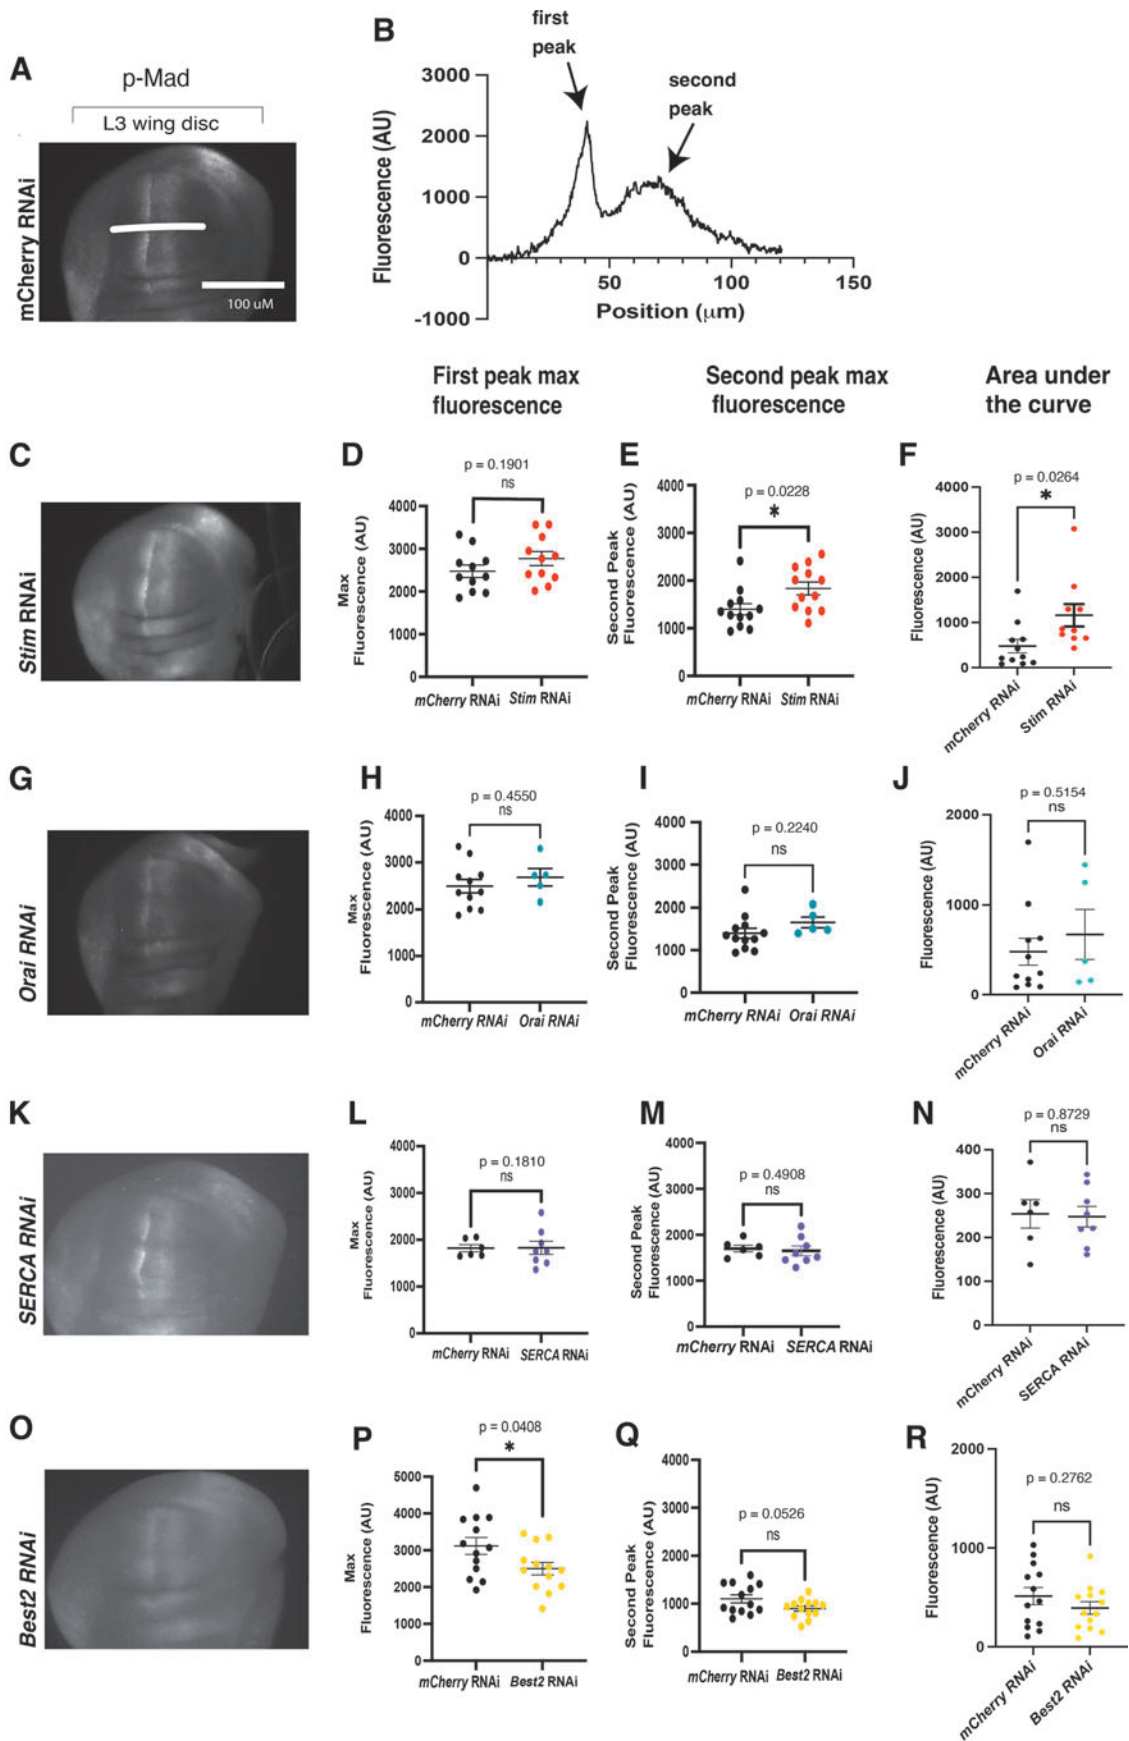 A
p-Mad
L3 wing disc
mCherry RNAi
100 uM
B
first
peak
second
peak
Fluorescence (AU)
3000
2000
1000
0
-1000
50
100
150
Position (μm)
First peak max
fluorescence
Second peak max
fluorescence
Area under
the curve
C
Stim RNAi
D
p = 0.1901
ns
Max
Fluorescence (AU)
4000
3000
2000
1000
0
mCherry RNAi
Stim RNAi
E
p = 0.0228
*
Second Peak
Fluorescence (AU)
4000
3000
2000
1000
0
mCherry RNAi
Stim RNAi
F
p = 0.0264
*
Fluorescence (AU)
4000
3000
2000
1000
0
mCherry RNAi
Stim RNAi
G
Orai RNAi
H
p = 0.4550
ns
Max
Fluorescence (AU)
4000
3000
2000
1000
0
mCherry RNAi
Orai RNAi
I
p = 0.2240
ns
Second Peak
Fluorescence (AU)
4000
3000
2000
1000
0
mCherry RNAi
Orai RNAi
J
p = 0.5154
ns
Fluorescence (AU)
2000
1000
0
mCherry RNAi
Orai RNAi
K
SERCA RNAi
L
p = 0.1810
ns
Max
Fluorescence (AU)
4000
3000
2000
1000
0
mCherry RNAi
SERCA RNAi
M
p = 0.4908
ns
Second Peak
Fluorescence (AU)
4000
3000
2000
1000
0
mCherry RNAi
SERCA RNAi
N
p = 0.8729
ns
Fluorescence (AU)
400
300
200
100
0
mCherry RNAi
SERCA RNAi
O
Best2 RNAi
P
p = 0.0408
*
Max
Fluorescence (AU)
5000
4000
3000
2000
1000
0
mCherry RNAi
Best2 RNAi
Q
p = 0.0526
ns
Second Peak
Fluorescence (AU)
4000
3000
2000
1000
0
mCherry RNAi
Best2 RNAi
R
p = 0.2762
ns
Fluorescence (AU)
2000
1000
0
mCherry RNAi
Best2 RNAi